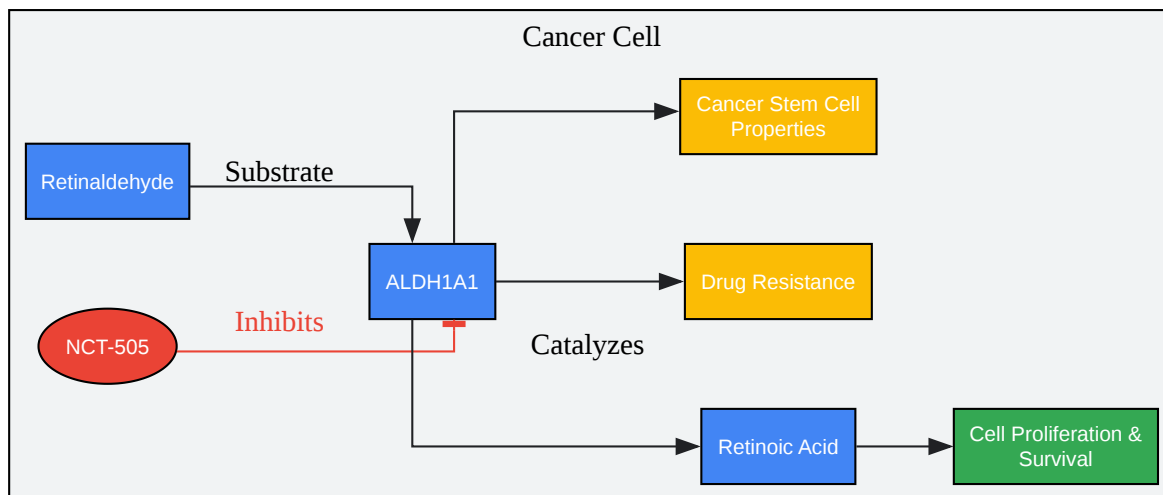 Cancer Cell
Cancer Stem Cell
Properties
Retinaldehyde
Substrate
ALDH1A1
Drug Resistance
Inhibits
NCT-505
Catalyzes
Retinoic Acid
Cell Proliferation &
Survival